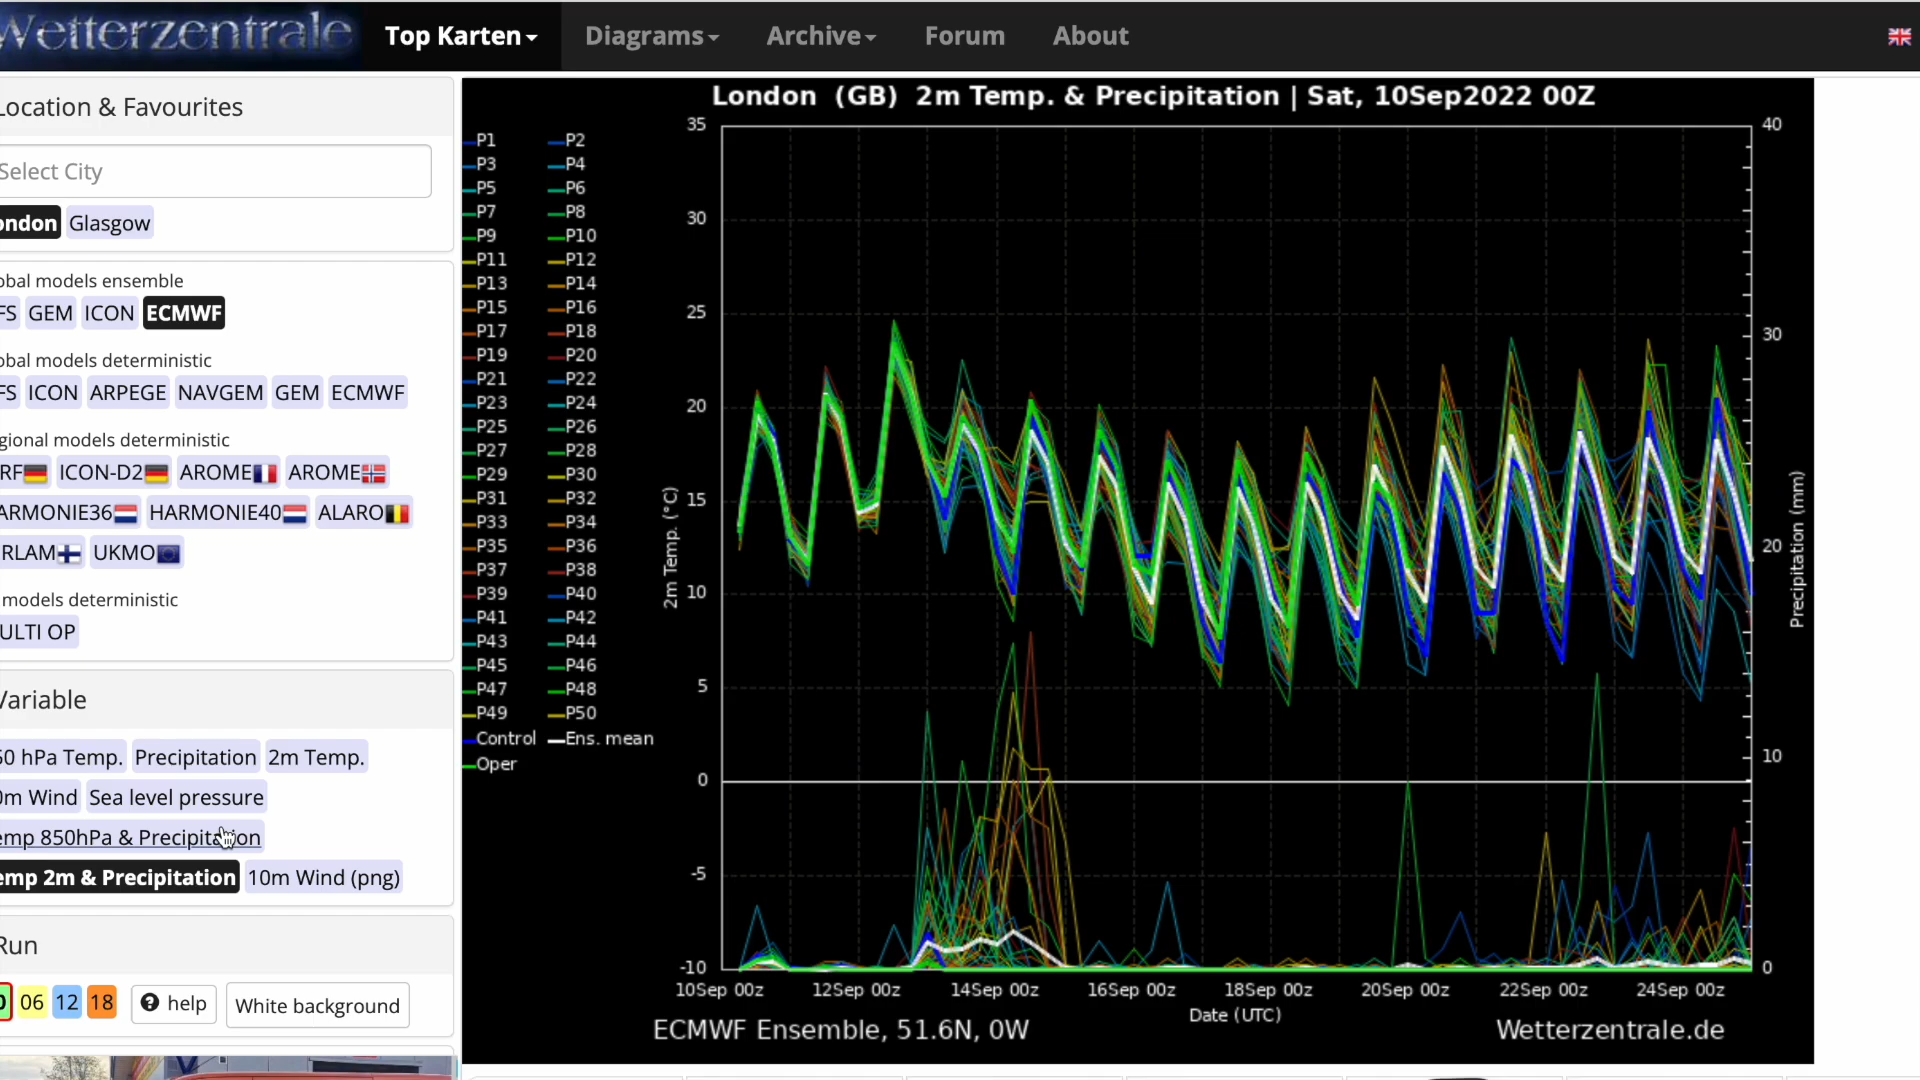 Wetterzentrale Top Karten Diagrams Archive Forum About
Location & Favourites
Select City
ondon Glasgow
obal models ensemble
FS GEM ICON ECMWF
obal models deterministic
FS ICON ARPEGE NAVGEM GEM ECMWF
gional models deterministic
RF ICON-D2 AROME AROME
ARMONIE36 HARMONIE40 ALARO
RLAM UKMO
models deterministic
ULTI OP
Variable
50 hPa Temp. Precipitation 2m Temp.
0m Wind Sea level pressure
emp 850hPa & Precipitation
emp 2m & Precipitation 10m Wind (png)
Run
0 06 12 18 help White background
London (GB) 2m Temp. & Precipitation | Sat, 10Sep2022 00Z
P1 P2
P3 P4
P5 P6
P7 P8
P9 P10
P11 P12
P13 P14
P15 P16
P17 P18
P19 P20
P21 P22
P23 P24
P25 P26
P27 P28
P29 P30
P31 P32
P33 P34
P35 P36
P37 P38
P39 P40
P41 P42
P43 P44
P45 P46
P47 P48
P49 P50
Control Ens. mean
Oper
2m Temp. (°C)
35
30
25
20
15
10
5
0
-5
-10
40
30
20
10
0
Precipitation (mm)
10Sep 00z 12Sep 00z 14Sep 00z 16Sep 00z 18Sep 00z 20Sep 00z 22Sep 00z 24Sep 00z
Date (UTC)
ECMWF Ensemble, 51.6N, 0W Wetterzentrale.de